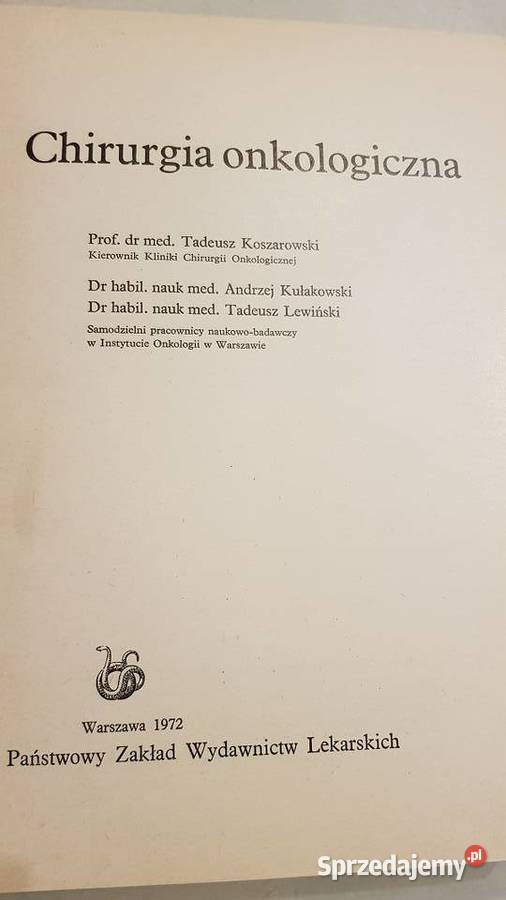 Chirurgia onkologiczna
Prof. dr med. Tadeusz Koszarowski
Kierownik Kliniki Chirurgii Onkologicznej
Dr habil. nauk med. Andrzej Kułakowski
Dr habil. nauk med. Tadeusz Lewiński
Samodzielni pracownicy naukowo-badawczy
w Instytucie Onkologii w Warszawie
Warszawa 1972
Państwowy Zakład Wydawnictw Lekarskich
Sprzedajemy.pl